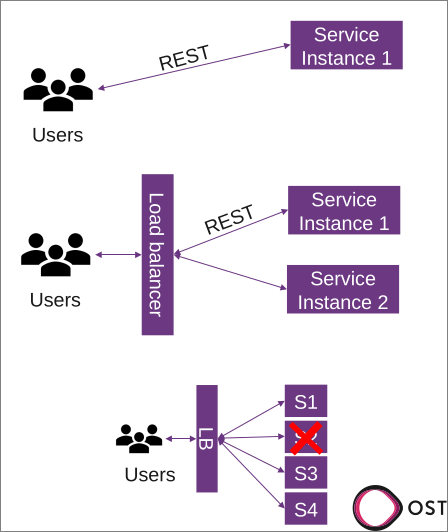 Service
Instance 1
REST
Users
Load balancer
REST
Service
Instance 1
Users
Service
Instance 2
S1
LB
S3
Users
S4
OST